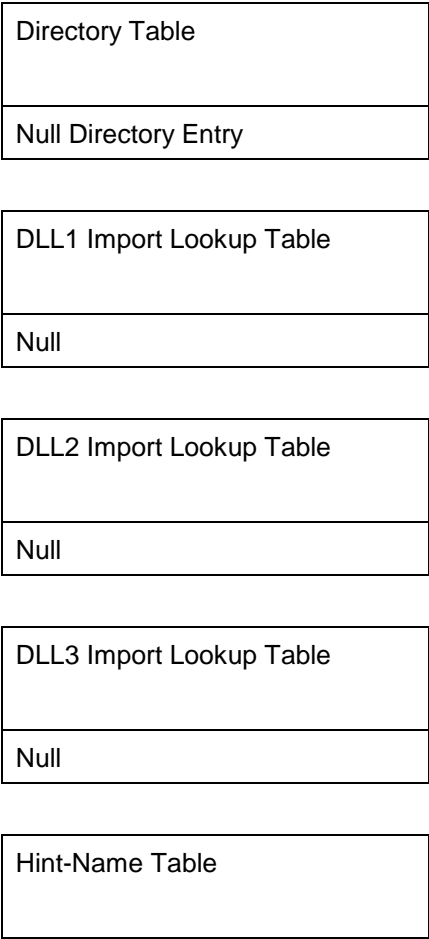 Directory Table
Null Directory Entry
DLL1 Import Lookup Table
Null
DLL2 Import Lookup Table
Null
DLL3 Import Lookup Table
Null
Hint-Name Table